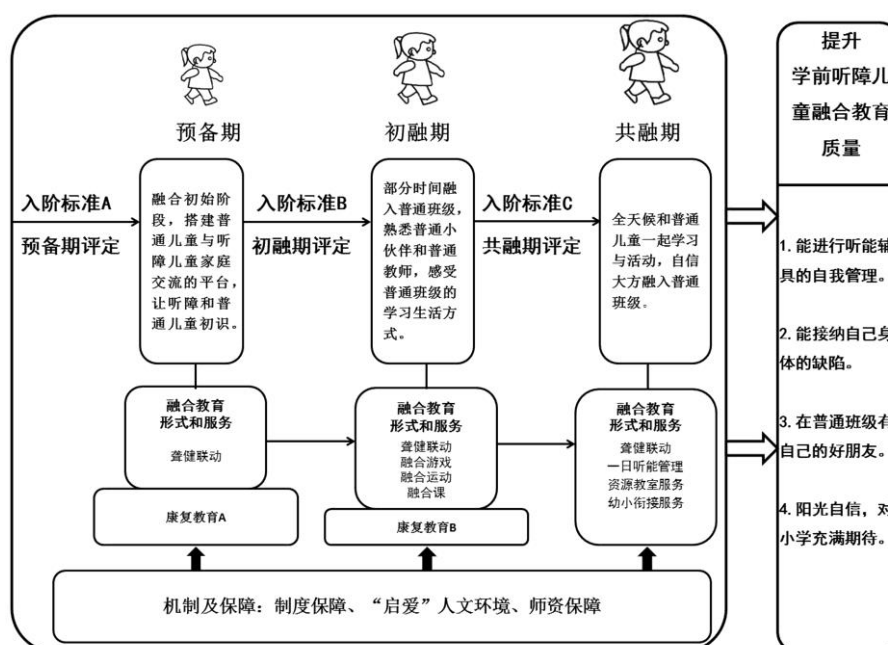 预备期
初融期
共融期
入阶标准A
预备期评定
融合初始阶
段，搭建普
通儿童与听
障儿童家庭
交流的平台，
让听障和普
通儿童初识。
入阶标准B
初融期评定
部分时间融
入普通班级，
熟悉普通小
伙伴和普通
教师，感受
普通班级的
学习生活方
式。
入阶标准C
共融期评定
全天候和普通
儿童一起学习
与活动，自信
大方融入普通
班级。
融合教育
形式和服务
聋健联动
康复教育A
融合教育
形式和服务
聋健联动
融合游戏
融合运动
融合课
康复教育B
融合教育
形式和服务
聋健联动
一日听能管理
资源教室服务
幼小衔接服务
机制及保障：制度保障、“启爱”人文环境、师资保障
提升
学前听障儿
童融合教育
质量
1.能进行听能辅
具的自我管理。
2.能接纳自己身
体的缺陷。
3.在普通班级有
自己的好朋友。
4.阳光自信，对
小学充满期待。